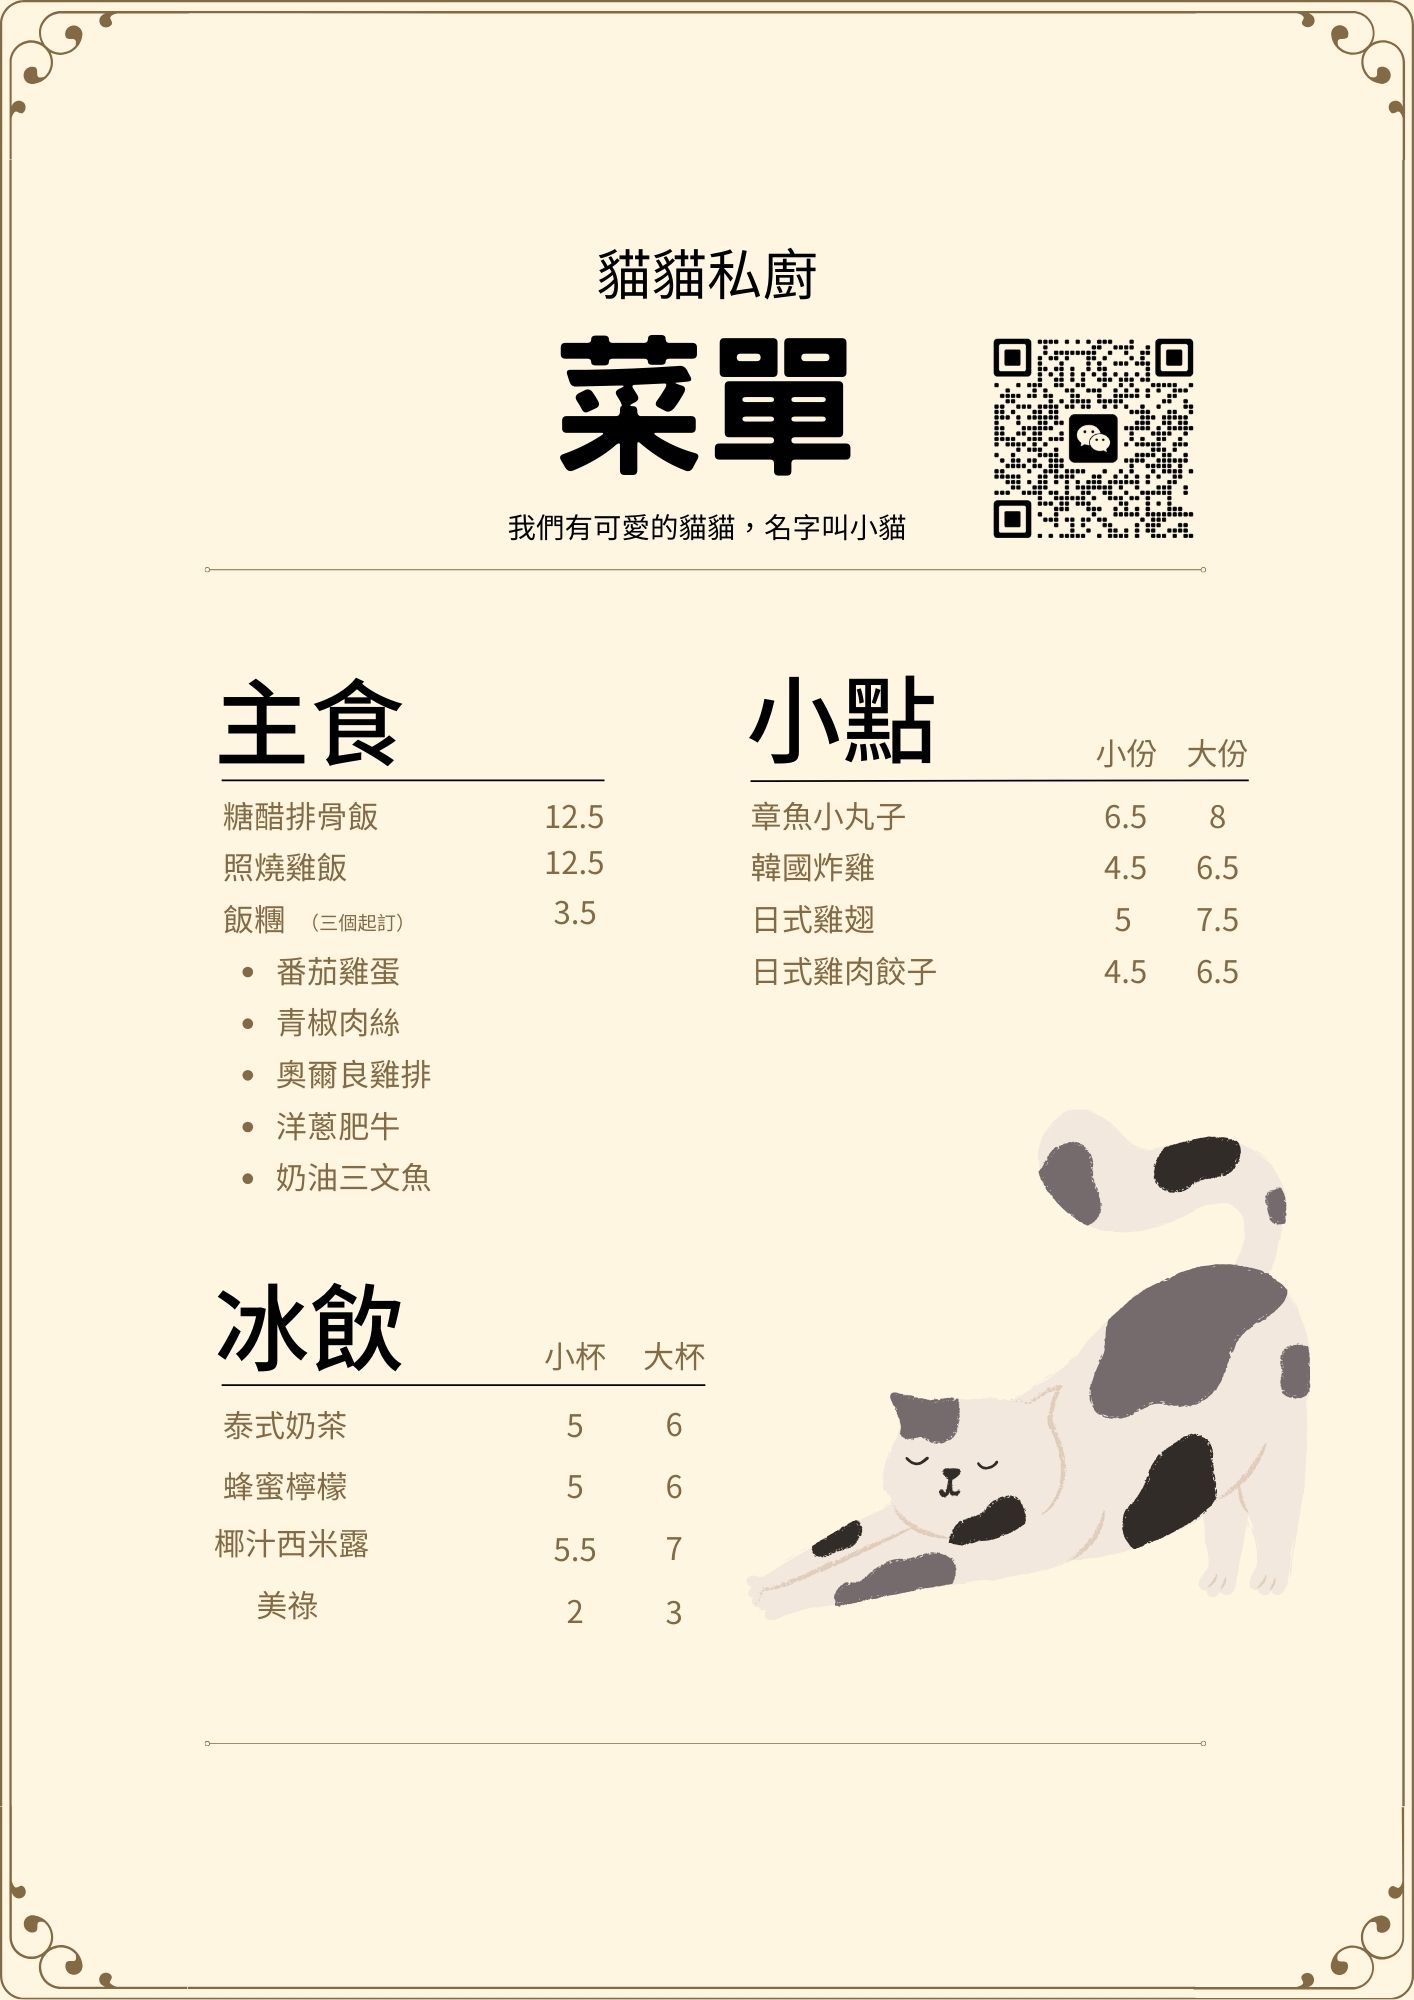 貓貓私廚
菜單
我們有可愛的貓貓，名字叫小貓
主食
糖醋排骨飯 12.5
照燒雞飯 12.5
飯糰 （三個起訂） 3.5
• 番茄雞蛋
• 青椒肉絲
• 奧爾良雞排
• 洋蔥肥牛
• 奶油三文魚
小點 小份 大份
章魚小丸子 6.5 8
韓國炸雞 4.5 6.5
日式雞翅 5 7.5
日式雞肉餃子 4.5 6.5
冰飲 小杯 大杯
泰式奶茶 5 6
蜂蜜檸檬 5 6
椰汁西米露 5.5 7
美祿 2 3